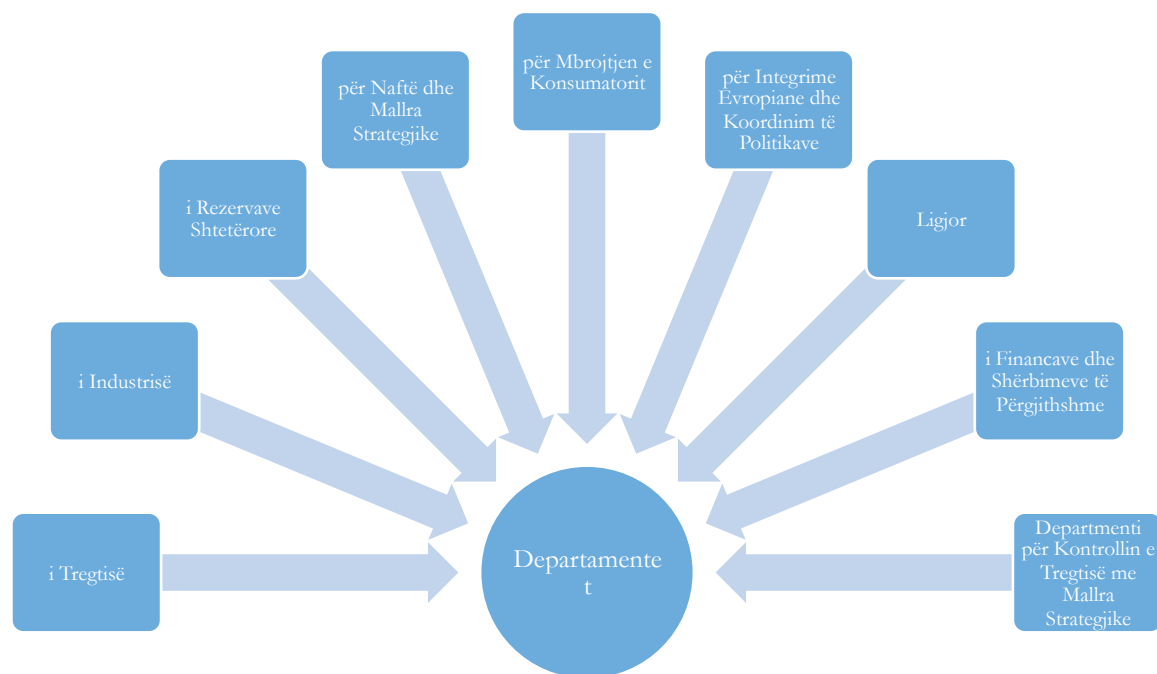 i Tregtisë
i Industrisë
i Rezervave
Shtetërore
për Naftë dhe
Mallra
Strategjike
për Mbrojtjen e
Konsumatorit
për Integrime
Evropiane dhe
Koordinim të
Politikave
Ligjor
i Financave dhe
Shërbimeve të
Përgjithshme
Departmenti
për Kontrollin e
Tregtisë me
Mallra
Strategjike
Departamente
t